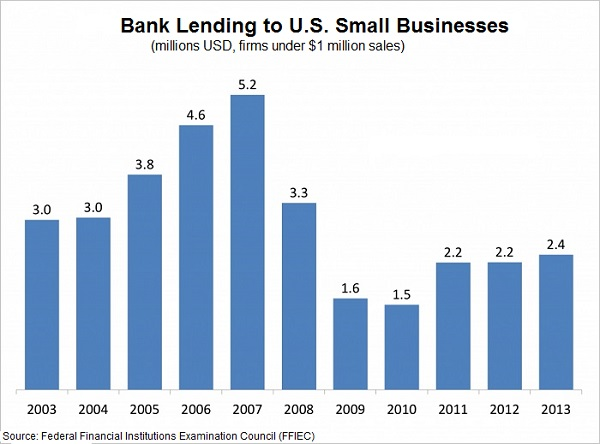 Bank Lending to U.S. Small Businesses
(millions USD, firms under $1 million sales)
5.2
4.6
3.8
3.3
3.0 3.0
2.4
2.2 2.2
1.6
1.5
2003 2004 2005 2006 2007 2008 2009 2010 2011 2012 2013
Source: Federal Financial Institutions Examination Council (FFIEC)